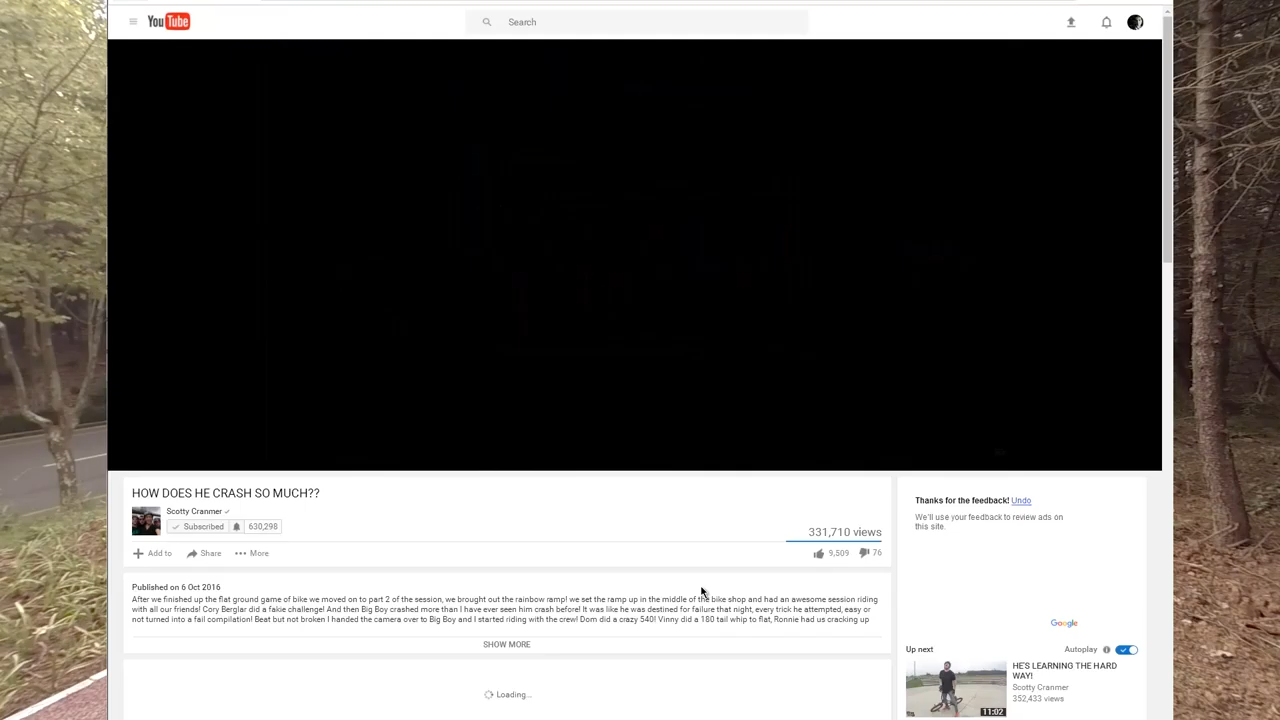 YouTube
Search
HOW DOES HE CRASH SO MUCH??
Scotty Cranmer
Subscribed 630,298
331,710 views
Add to Share More
9,509 76
Published on 6 Oct 2016
After we finished up the flat ground game of bike we moved on to part 2 of the session, we brought out the rainbow ramp! we set the ramp up in the middle of the bike shop and had an awesome session riding
with all our friends! Cory Berglar did a fakie challenge! And then Big Boy crashed more than I have ever seen him crash before! It was like he was destined for failure that night, every trick he attempted, easy or
not turned into a fail compilation! Beat but not broken I handed the camera over to Big Boy and I started riding with the crew! Dom did a crazy 540! Vinny did a 180 tail whip to flat, Ronnie had us cracking up
SHOW MORE
Loading...
Thanks for the feedback! Undo
We'll use your feedback to review ads on
this site.
Google
Up next Autoplay
HE'S LEARNING THE HARD
WAY!
Scotty Cranmer
352,433 views
11:02